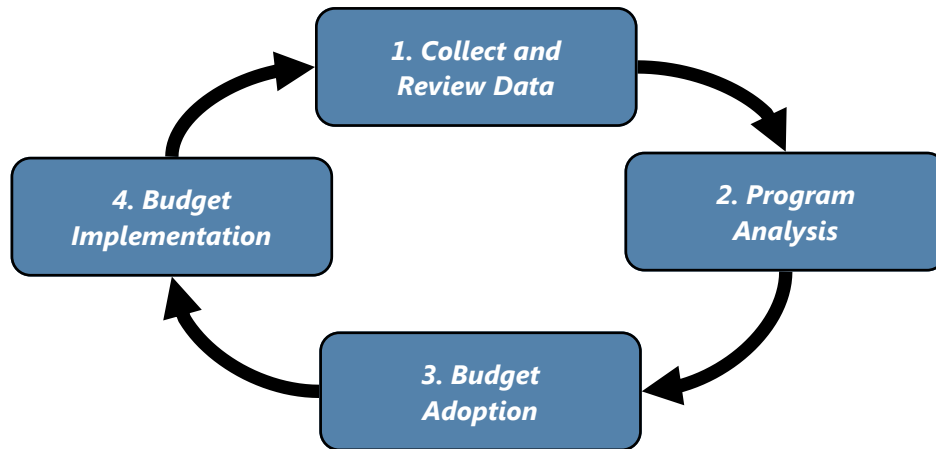 1. Collect and
Review Data
2. Program
Analysis
3. Budget
Adoption
4. Budget
Implementation